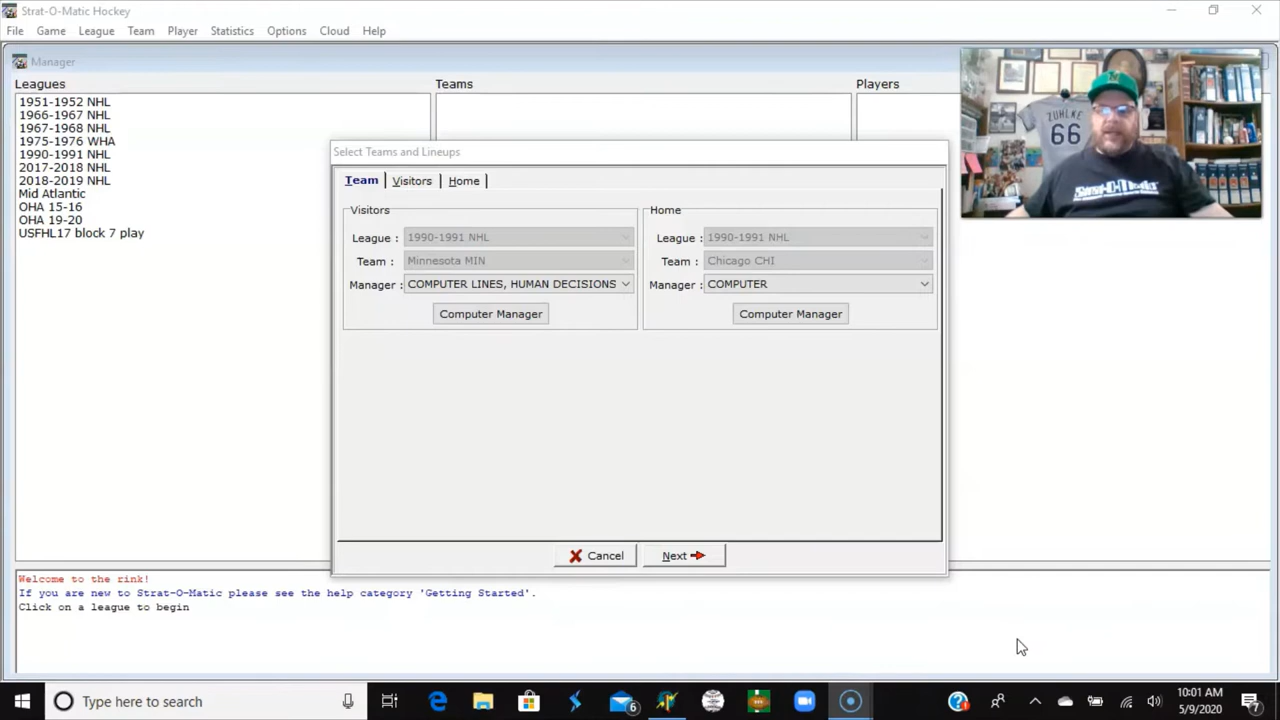 Strat-O-Matic Hockey
File Game League Team Player Statistics Options Cloud Help
Manager
Leagues
Teams
Players
1951-1952 NHL
1966-1967 NHL
1967-1968 NHL
1975-1976 WHA
1990-1991 NHL
2017-2018 NHL
2018-2019 NHL
Mid Atlantic
OHA 15-16
OHA 19-20
USFHL17 block 7 play
Select Teams and Lineups
Team Visitors Home
Visitors
League : 1990-1991 NHL
Team : Minnesota MIN
Manager : COMPUTER LINES, HUMAN DECISIONS
Computer Manager
Home
League : 1990-1991 NHL
Team : Chicago CHI
Manager : COMPUTER
Computer Manager
Cancel
Next
ZUHLKE
66
Strat-O-Matic
Welcome to the rink!
If you are new to Strat-O-Matic please see the help category 'Getting Started'.
Click on a league to begin
Type here to search
6
10:01 AM
5/9/2020
7